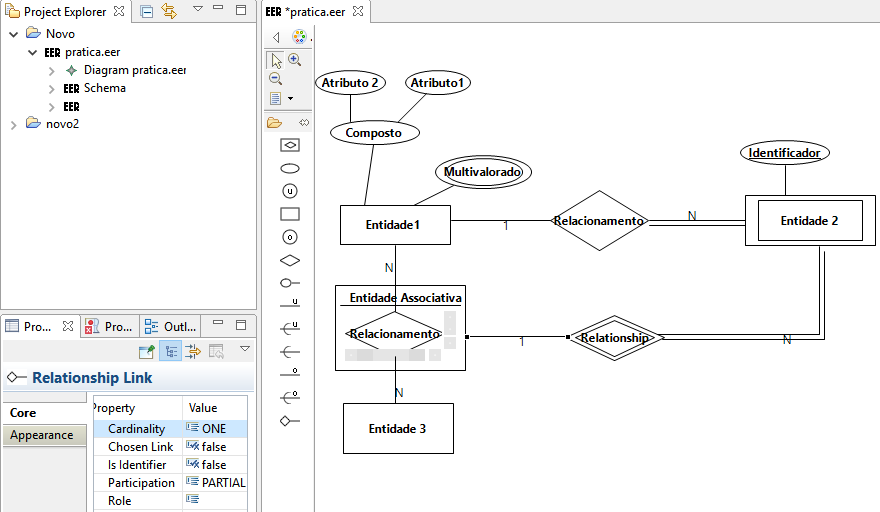 Project Explorer
EER *pratica.eer
Novo
EER pratica.eer
Diagram pratica.eer
EER Schema
EER
novo2
Atributo 2
Atributo1
Composto
Multivalorado
Identificador
Entidade1
1
Relacionamento
N
Entidade 2
N
Entidade Associativa
Relacionamento
1
Relationship
N
N
Entidade 3
u
o
u
u
o
o
Pro...
Pro...
Outl...
Relationship Link
Core
Appearance
Property Value
Cardinality ONE
Chosen Link false
Is Identifier false
Participation PARTIAL
Role